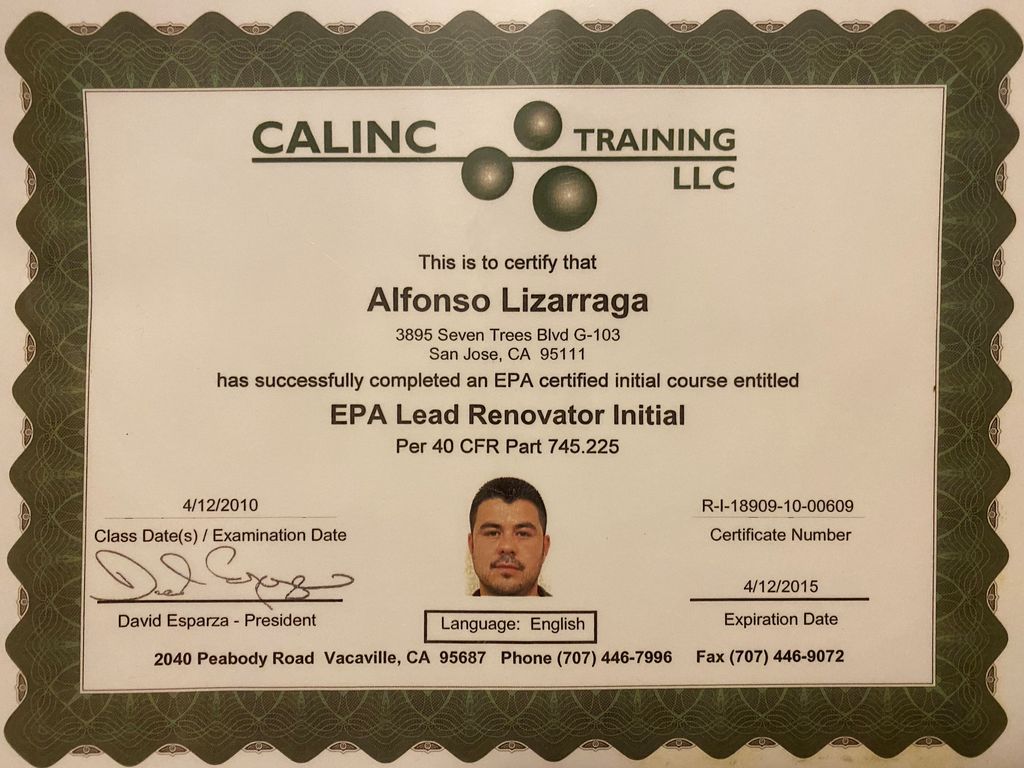 CALINC TRAINING
LLC
This is to certify that
Alfonso Lizarraga
3895 Seven Trees Blvd G-103
San Jose, CA 95111
has successfully completed an EPA certified initial course entitled
EPA Lead Renovator Initial
Per 40 CFR Part 745.225
4/12/2010
Class Date(s) / Examination Date
David Esparza - President
Language: English
R-I-18909-10-00609
Certificate Number
4/12/2015
Expiration Date
2040 Peabody Road Vacaville, CA 95687 Phone (707) 446-7996 Fax (707) 446-9072